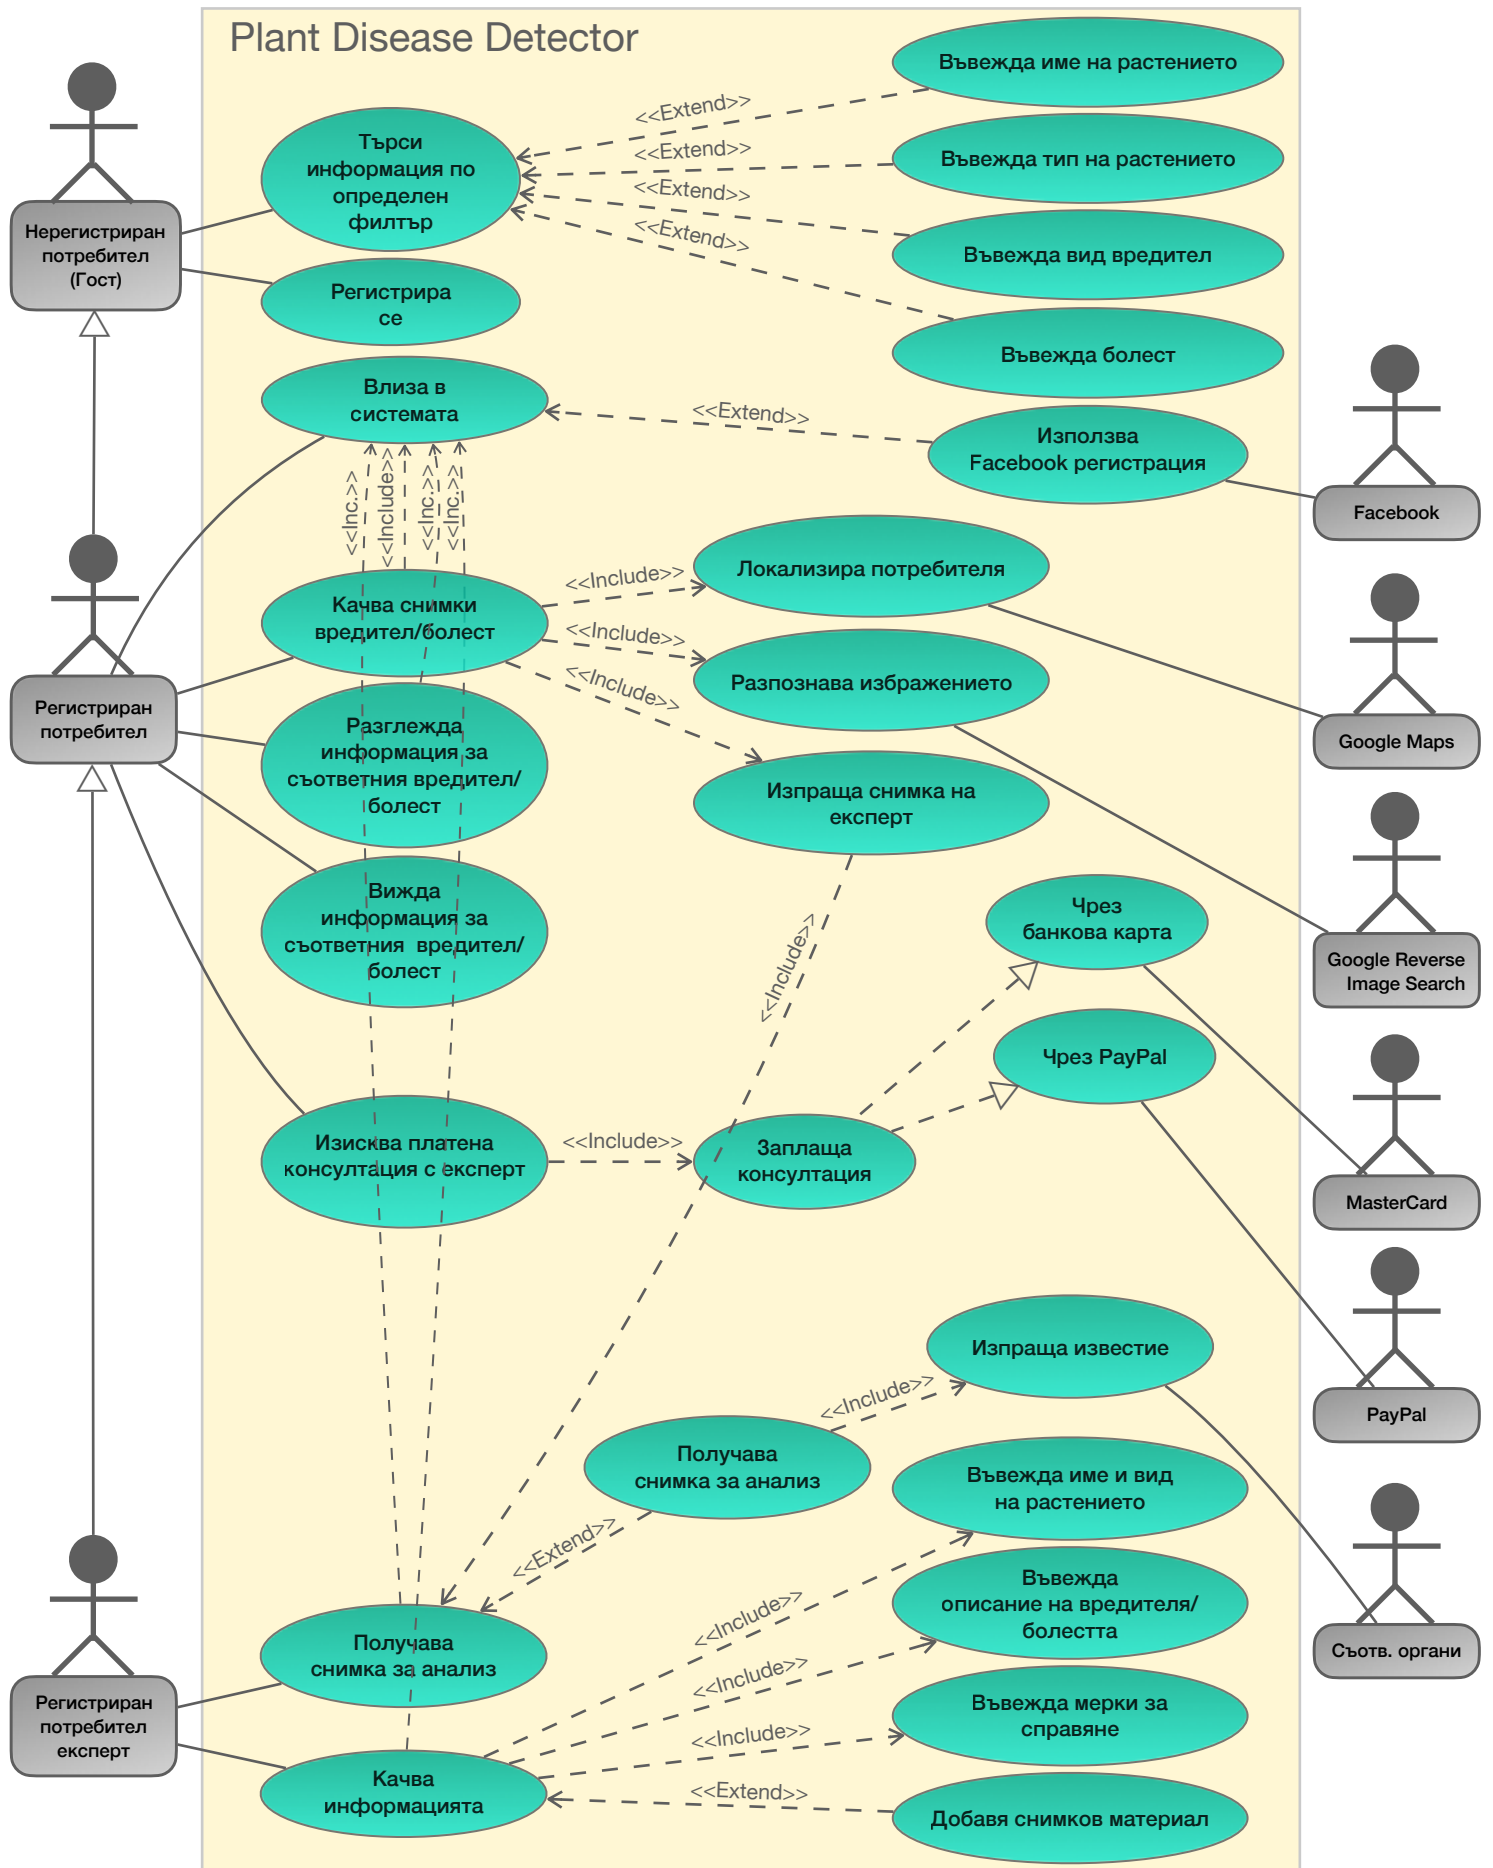 Plant Disease Detector
Въвежда име на растението
<<Extend>>
Търси
информация по
определен
филтър
<<Extend>>
Въвежда тип на растението
<<Extend>>
Нерегистриран
потребител
(Гост)
<<Extend>>
Въвежда вид вредител
Регистрира
се
Въвежда болест
Влиза в
системата
<<Extend>>
Използва
Facebook регистрация
Facebook
<<Inc.>>
<<Include>>
<<Inc.>>
<<Inc.>>
Качва снимки
вредител/болест
<<Include>>
Локализира потребителя
<<Include>>
Разпознава избражението
<<Include>>
Google Maps
Регистриран
потребител
Разглежда
информация за
съответния вредител/
болест
Изпраща снимка на
експерт
Вижда
информация за
съответния  вредител/
болест
<<Include>>
Чрез
банкова карта
Google Reverse
Image Search
Чрез PayPal
Изисква платена
консултация с експерт
<<Include>>
Заплаща
консултация
MasterCard
Изпраща известие
<<Include>>
PayPal
Получава
снимка за анализ
Въвежда име и вид
на растението
<<Extend>>
Въвежда
описание на вредителя/
болестта
<<Include>>
Получава
снимка за анализ
Съотв. органи
<<Include>>
Регистриран
потребител
експерт
Въвежда мерки за
справяне
<<Include>>
Качва
информацията
<<Extend>>
Добавя снимков материал